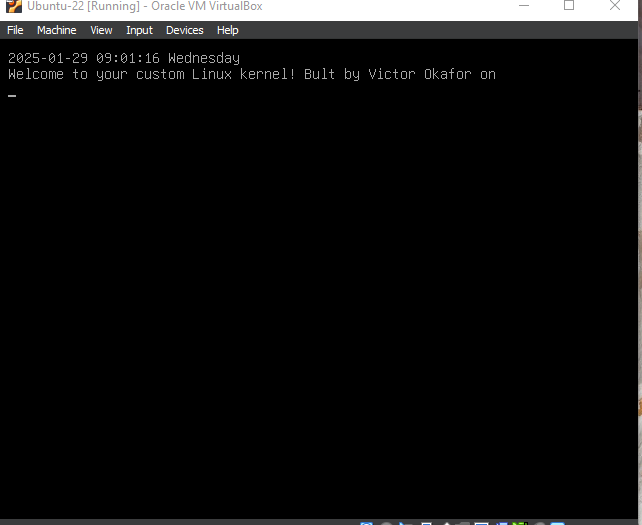 Ubuntu-22 [Running] - Oracle VM VirtualBox
File Machine View Input Devices Help
2025-01-29 09:01:16 Wednesday
Welcome to your custom Linux kernel! Bult by Victor Okafor on